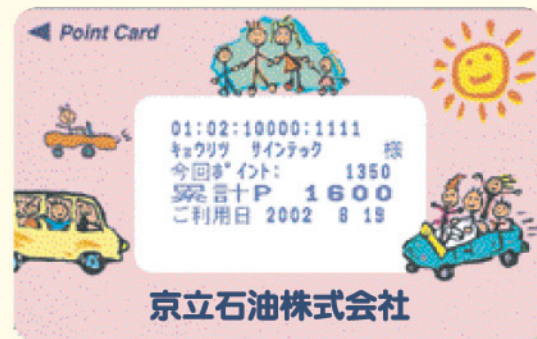 ◀ Point Card
01:02:10000:1111
キョウリツ サインテック 様
今回ポイント: 1350
累計P 1600
ご利用日 2002 8 19
京立石油株式会社